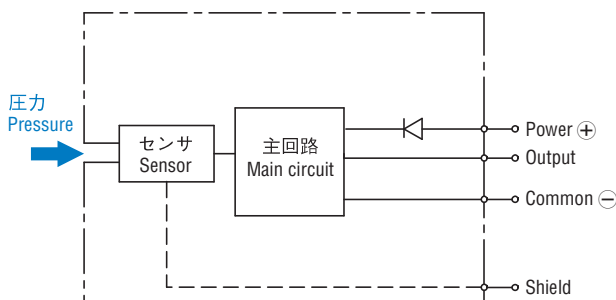 圧力
Pressure
センサ
Sensor
主回路
Main circuit
Power ⊕
Output
Common ⊖
Shield